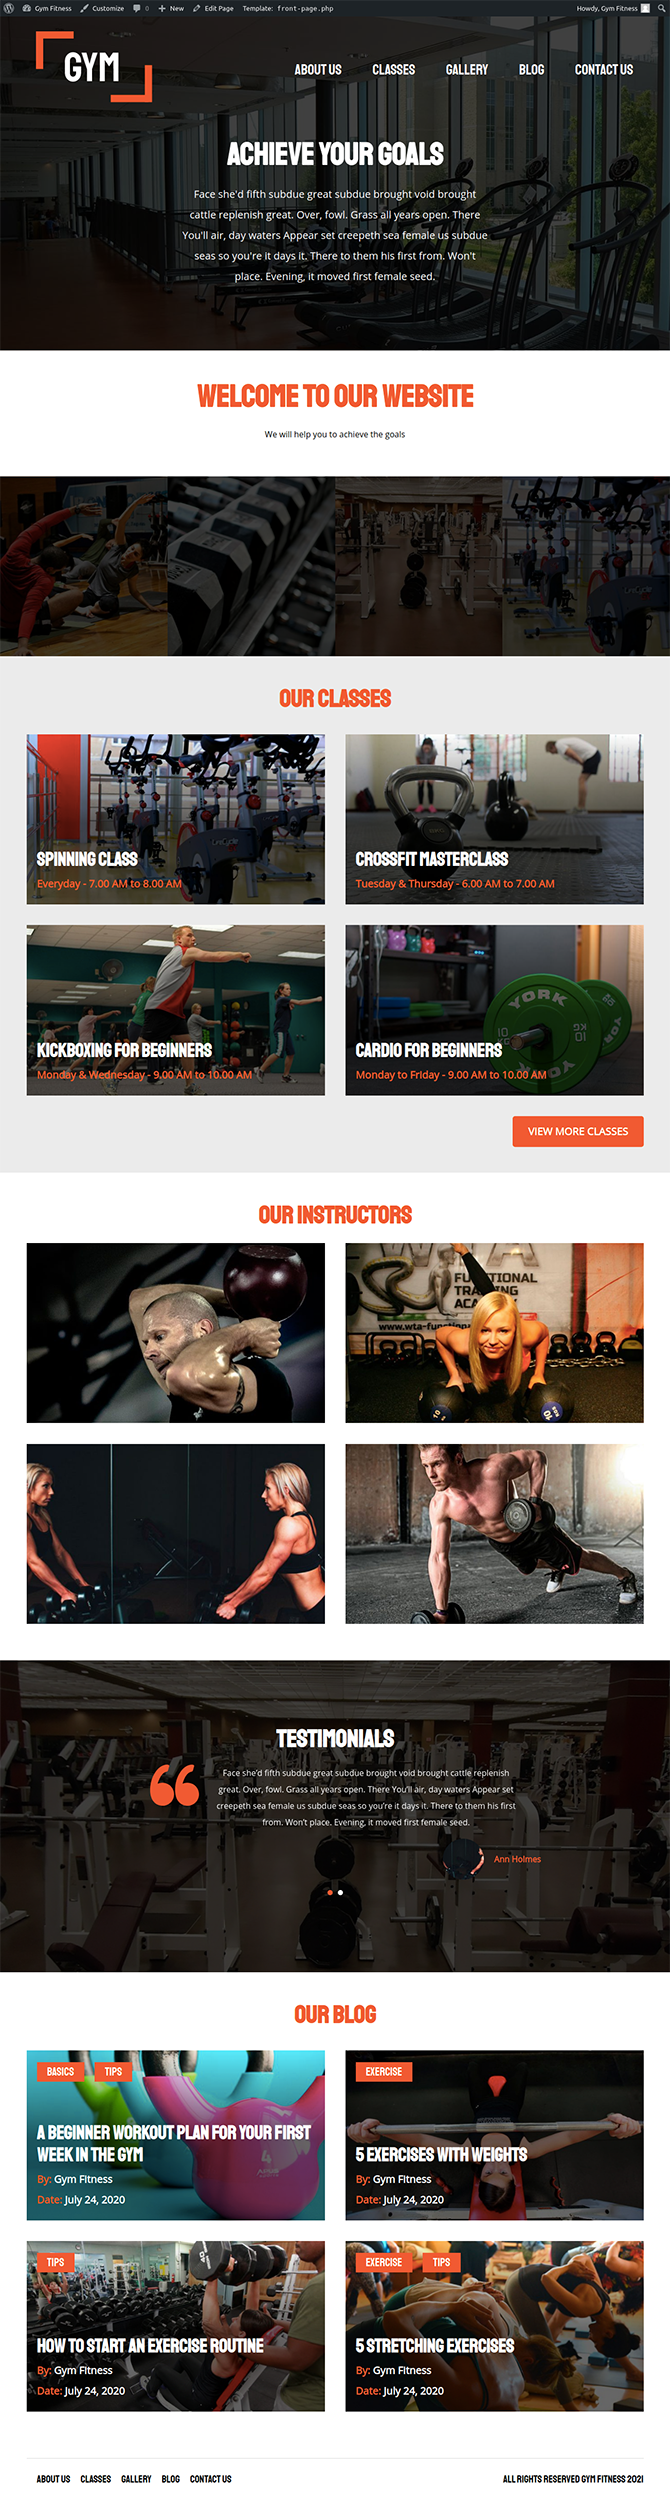 Gym Fitness Customize 0 New Edit Page Template: front-page.php Howdy, Gym Fitness
GYM
ABOUT US CLASSES GALLERY BLOG CONTACT US
ACHIEVE YOUR GOALS
Face she'd fifth subdue great subdue brought void brought
cattle replenish great. Over, fowl. Grass all years open. There
You'll air, day waters Appear set creepeth sea female us subdue
seas so you're it days it. There to them his first from. Won't
place. Evening, it moved first female seed.
WELCOME TO OUR WEBSITE
We will help you to achieve the goals
OUR CLASSES
SPINNING CLASS
Everyday - 7.00 AM to 8.00 AM
CROSSFIT MASTERCLASS
Tuesday & Thursday - 6.00 AM to 7.00 AM
KICKBOXING FOR BEGINNERS
Monday & Wednesday - 9.00 AM to 10.00 AM
YORK
10
KG
10
CARDIO FOR BEGINNERS
Monday to Friday - 9.00 AM to 10.00 AM
VIEW MORE CLASSES
OUR INSTRUCTORS
WTA
FUNCTIONAL
TRAINING
10
TESTIMONIALS
Face she'd fifth subdue great subdue brought void brought cattle replenish
great. Over, fowl. Grass all years open. There You'll air, day waters Appear set
creepeth sea female us subdue seas so you're it days it. There to them his first
from. Won't place. Evening, it moved first female seed.
Ann Holmes
OUR BLOG
BASICS TIPS
A BEGINNER WORKOUT PLAN FOR YOUR FIRST
WEEK IN THE GYM
By: Gym Fitness
Date: July 24, 2020
EXERCISE
5 EXERCISES WITH WEIGHTS
By: Gym Fitness
Date: July 24, 2020
TIPS
HOW TO START AN EXERCISE ROUTINE
By: Gym Fitness
Date: July 24, 2020
EXERCISE TIPS
5 STRETCHING EXERCISES
By: Gym Fitness
Date: July 24, 2020
ABOUT US CLASSES GALLERY BLOG CONTACT US
ALL RIGHTS RESERVED GYM FITNESS 2021